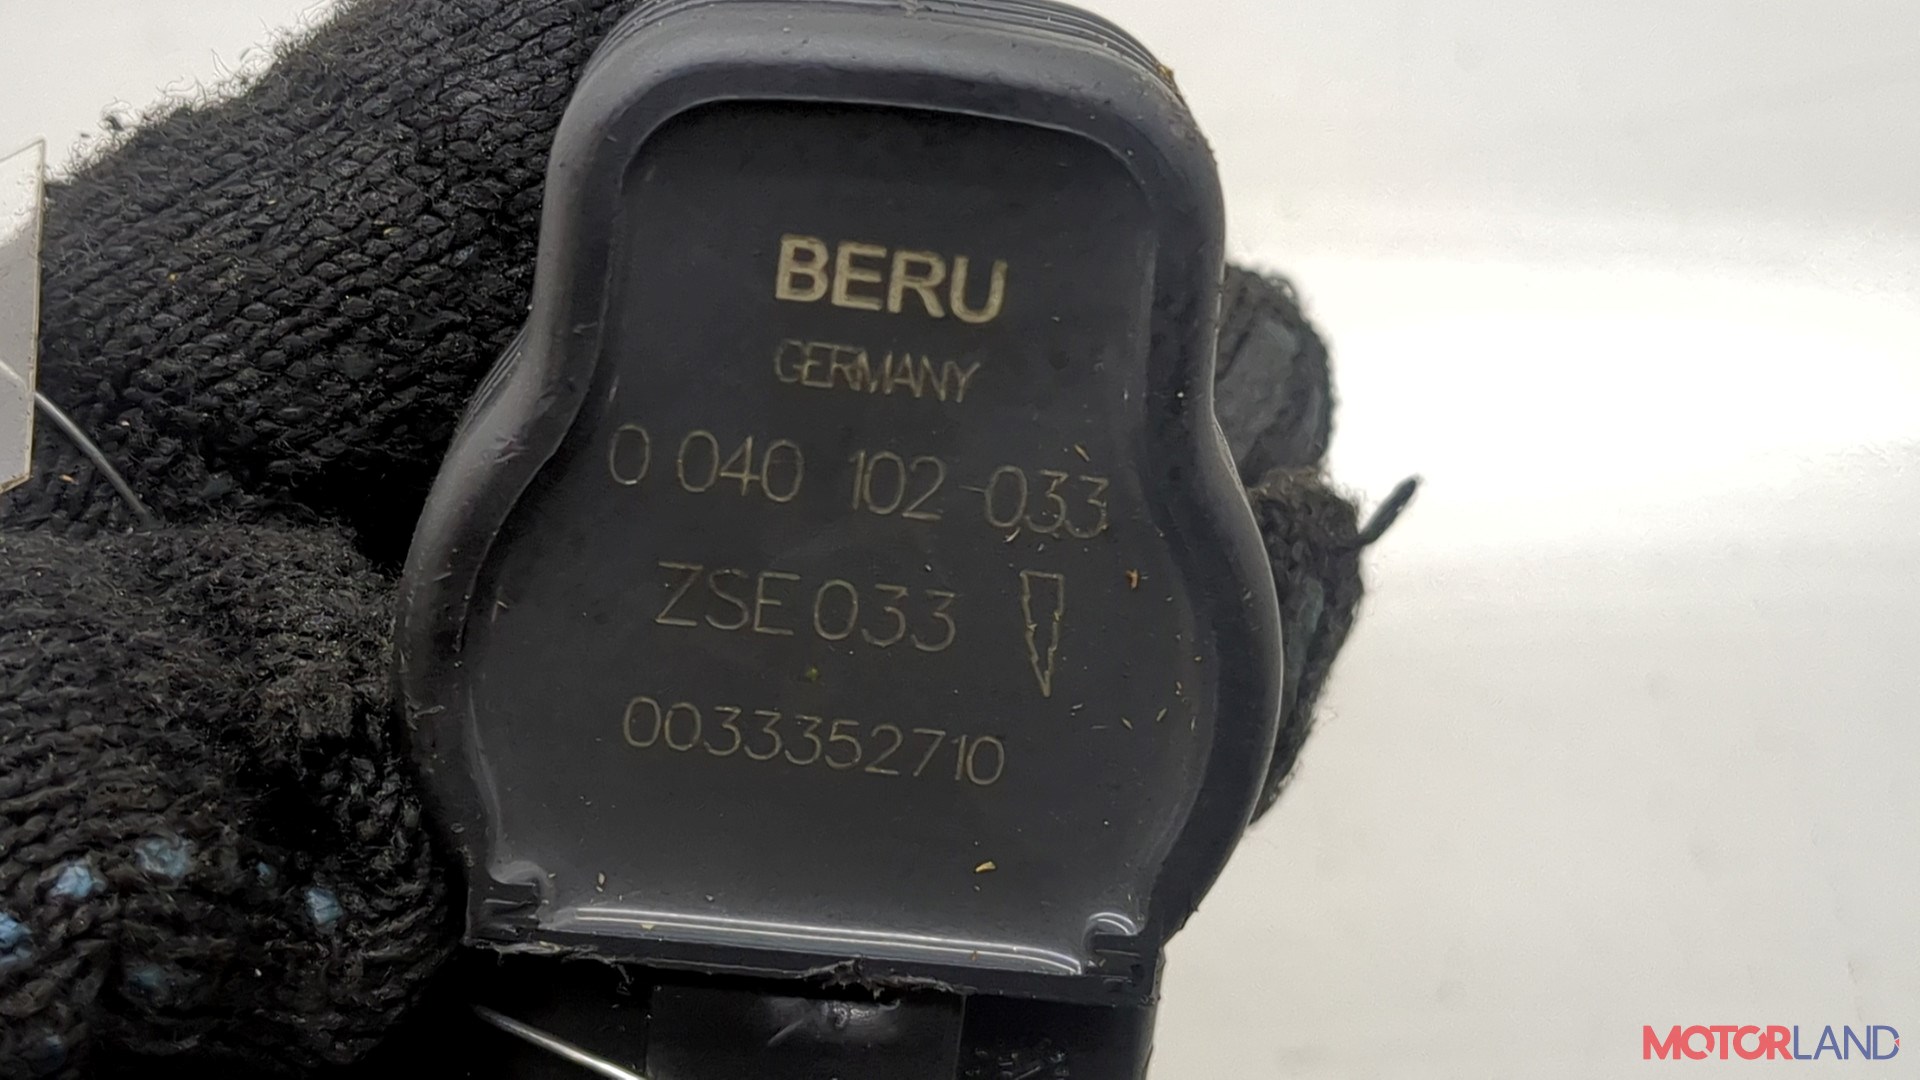 BERU
GERMANY
0 040 102 033
ZSE 033
0033352710
MOTORLAND